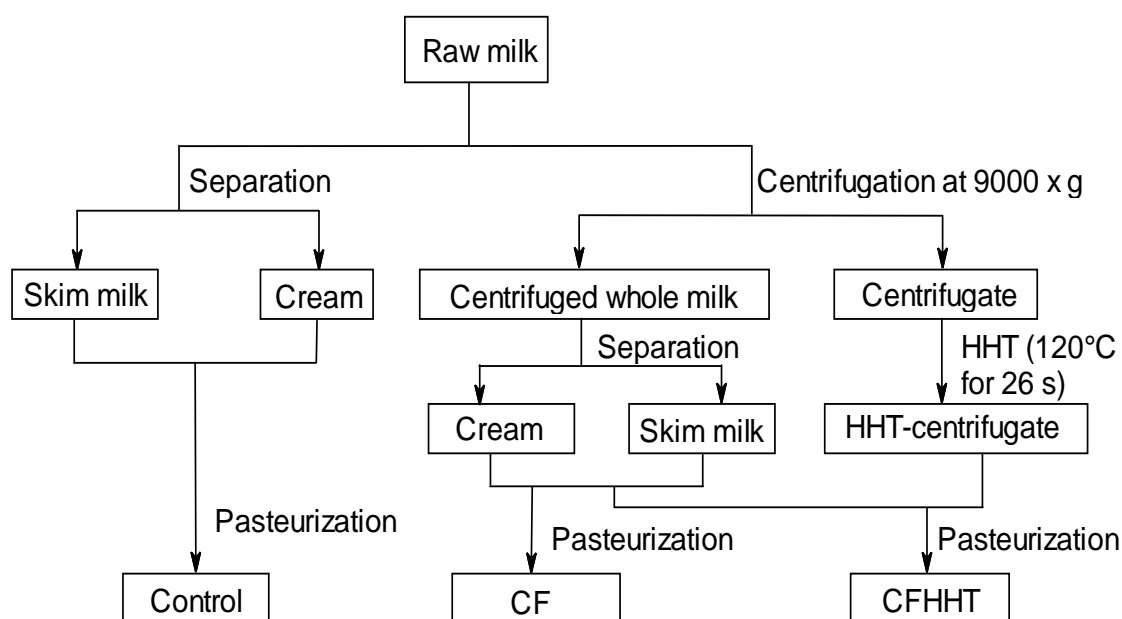 Raw milk
Separation
Centrifugation at 9000 x g
Skim milk
Cream
Centrifuged whole milk
Centrifugate
Separation
HHT (120°C
for 26 s)
Cream
Skim milk
HHT-centrifugate
Pasteurization
Pasteurization
Pasteurization
Control
CF
CFHHT